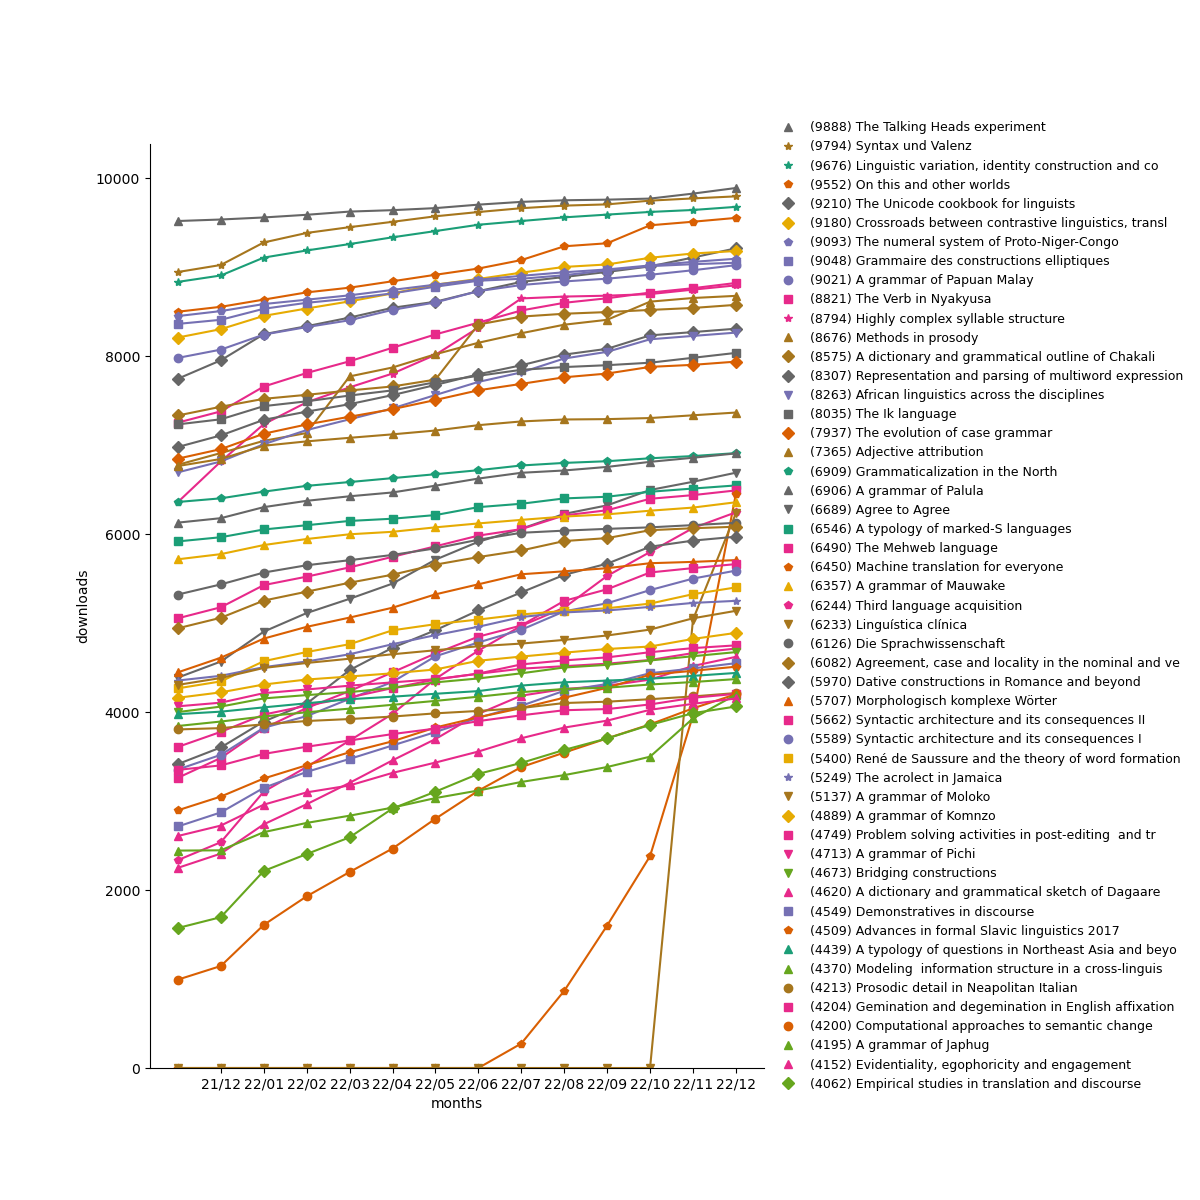 10000
8000
6000
4000
2000
0
downloads
21/12 22/01 22/02 22/03 22/04 22/05 22/06 22/07 22/08 22/09 22/10 22/11 22/12
months
(9888) The Talking Heads experiment
(9794) Syntax und Valenz
(9676) Linguistic variation, identity construction and co
(9552) On this and other worlds
(9210) The Unicode cookbook for linguists
(9180) Crossroads between contrastive linguistics, transl
(9093) The numeral system of Proto-Niger-Congo
(9048) Grammaire des constructions elliptiques
(9021) A grammar of Papuan Malay
(8821) The Verb in Nyakyusa
(8794) Highly complex syllable structure
(8676) Methods in prosody
(8575) A dictionary and grammatical outline of Chakali
(8307) Representation and parsing of multiword expression
(8263) African linguistics across the disciplines
(8035) The Ik language
(7937) The evolution of case grammar
(7365) Adjective attribution
(6909) Grammaticalization in the North
(6906) A grammar of Palula
(6689) Agree to Agree
(6546) A typology of marked-S languages
(6490) The Mehweb language
(6450) Machine translation for everyone
(6357) A grammar of Mauwake
(6244) Third language acquisition
(6233) Linguística clínica
(6126) Die Sprachwissenschaft
(6082) Agreement, case and locality in the nominal and ve
(5970) Dative constructions in Romance and beyond
(5707) Morphologisch komplexe Wörter
(5662) Syntactic architecture and its consequences II
(5589) Syntactic architecture and its consequences I
(5400) René de Saussure and the theory of word formation
(5249) The acrolect in Jamaica
(5137) A grammar of Moloko
(4889) A grammar of Komnzo
(4749) Problem solving activities in post-editing  and tr
(4713) A grammar of Pichi
(4673) Bridging constructions
(4620) A dictionary and grammatical sketch of Dagaare
(4549) Demonstratives in discourse
(4509) Advances in formal Slavic linguistics 2017
(4439) A typology of questions in Northeast Asia and beyo
(4370) Modeling  information structure in a cross-linguis
(4213) Prosodic detail in Neapolitan Italian
(4204) Gemination and degemination in English affixation
(4200) Computational approaches to semantic change
(4195) A grammar of Japhug
(4152) Evidentiality, egophoricity and engagement
(4062) Empirical studies in translation and discourse